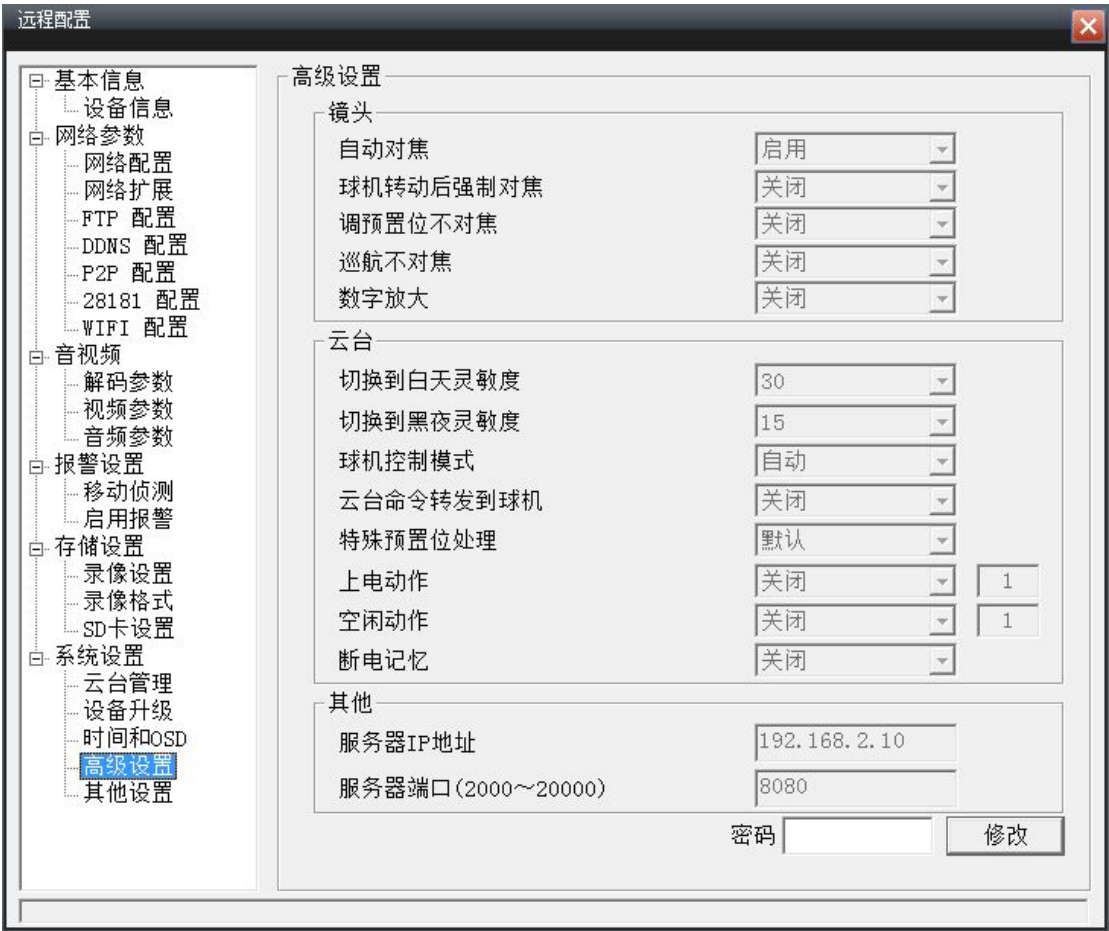 远程配置
基本信息
设备信息
网络参数
网络配置
网络扩展
FTP 配置
DDNS 配置
P2P 配置
28181 配置
WIFI 配置
音视频
解码参数
视频参数
音频参数
报警设置
移动侦测
启用报警
存储设置
录像设置
录像格式
SD卡设置
系统设置
云台管理
设备升级
时间和OSD
高级设置
其他设置
高级设置
镜头
自动对焦 启用
球机转动后强制对焦 关闭
调预置位不对焦 关闭
巡航不对焦 关闭
数字放大 关闭
云台
切换到白天灵敏度 30
切换到黑夜灵敏度 15
球机控制模式 自动
云台命令转发到球机 关闭
特殊预置位处理 默认
上电动作 关闭 1
空闲动作 关闭 1
断电记忆 关闭
其他
服务器IP地址 192.168.2.10
服务器端口(2000～20000) 8080
密码 修改